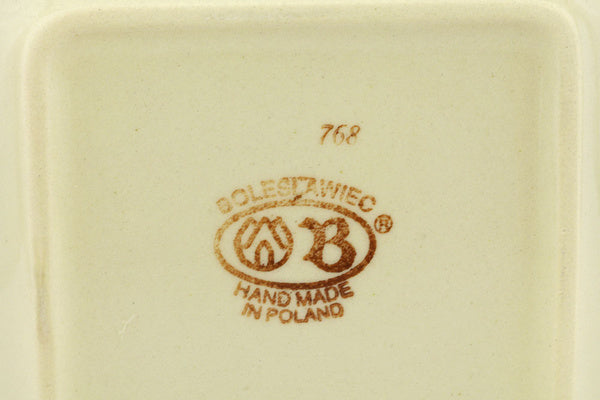 768
BOLESŁAWIEC
B ®
HAND MADE
IN POLAND